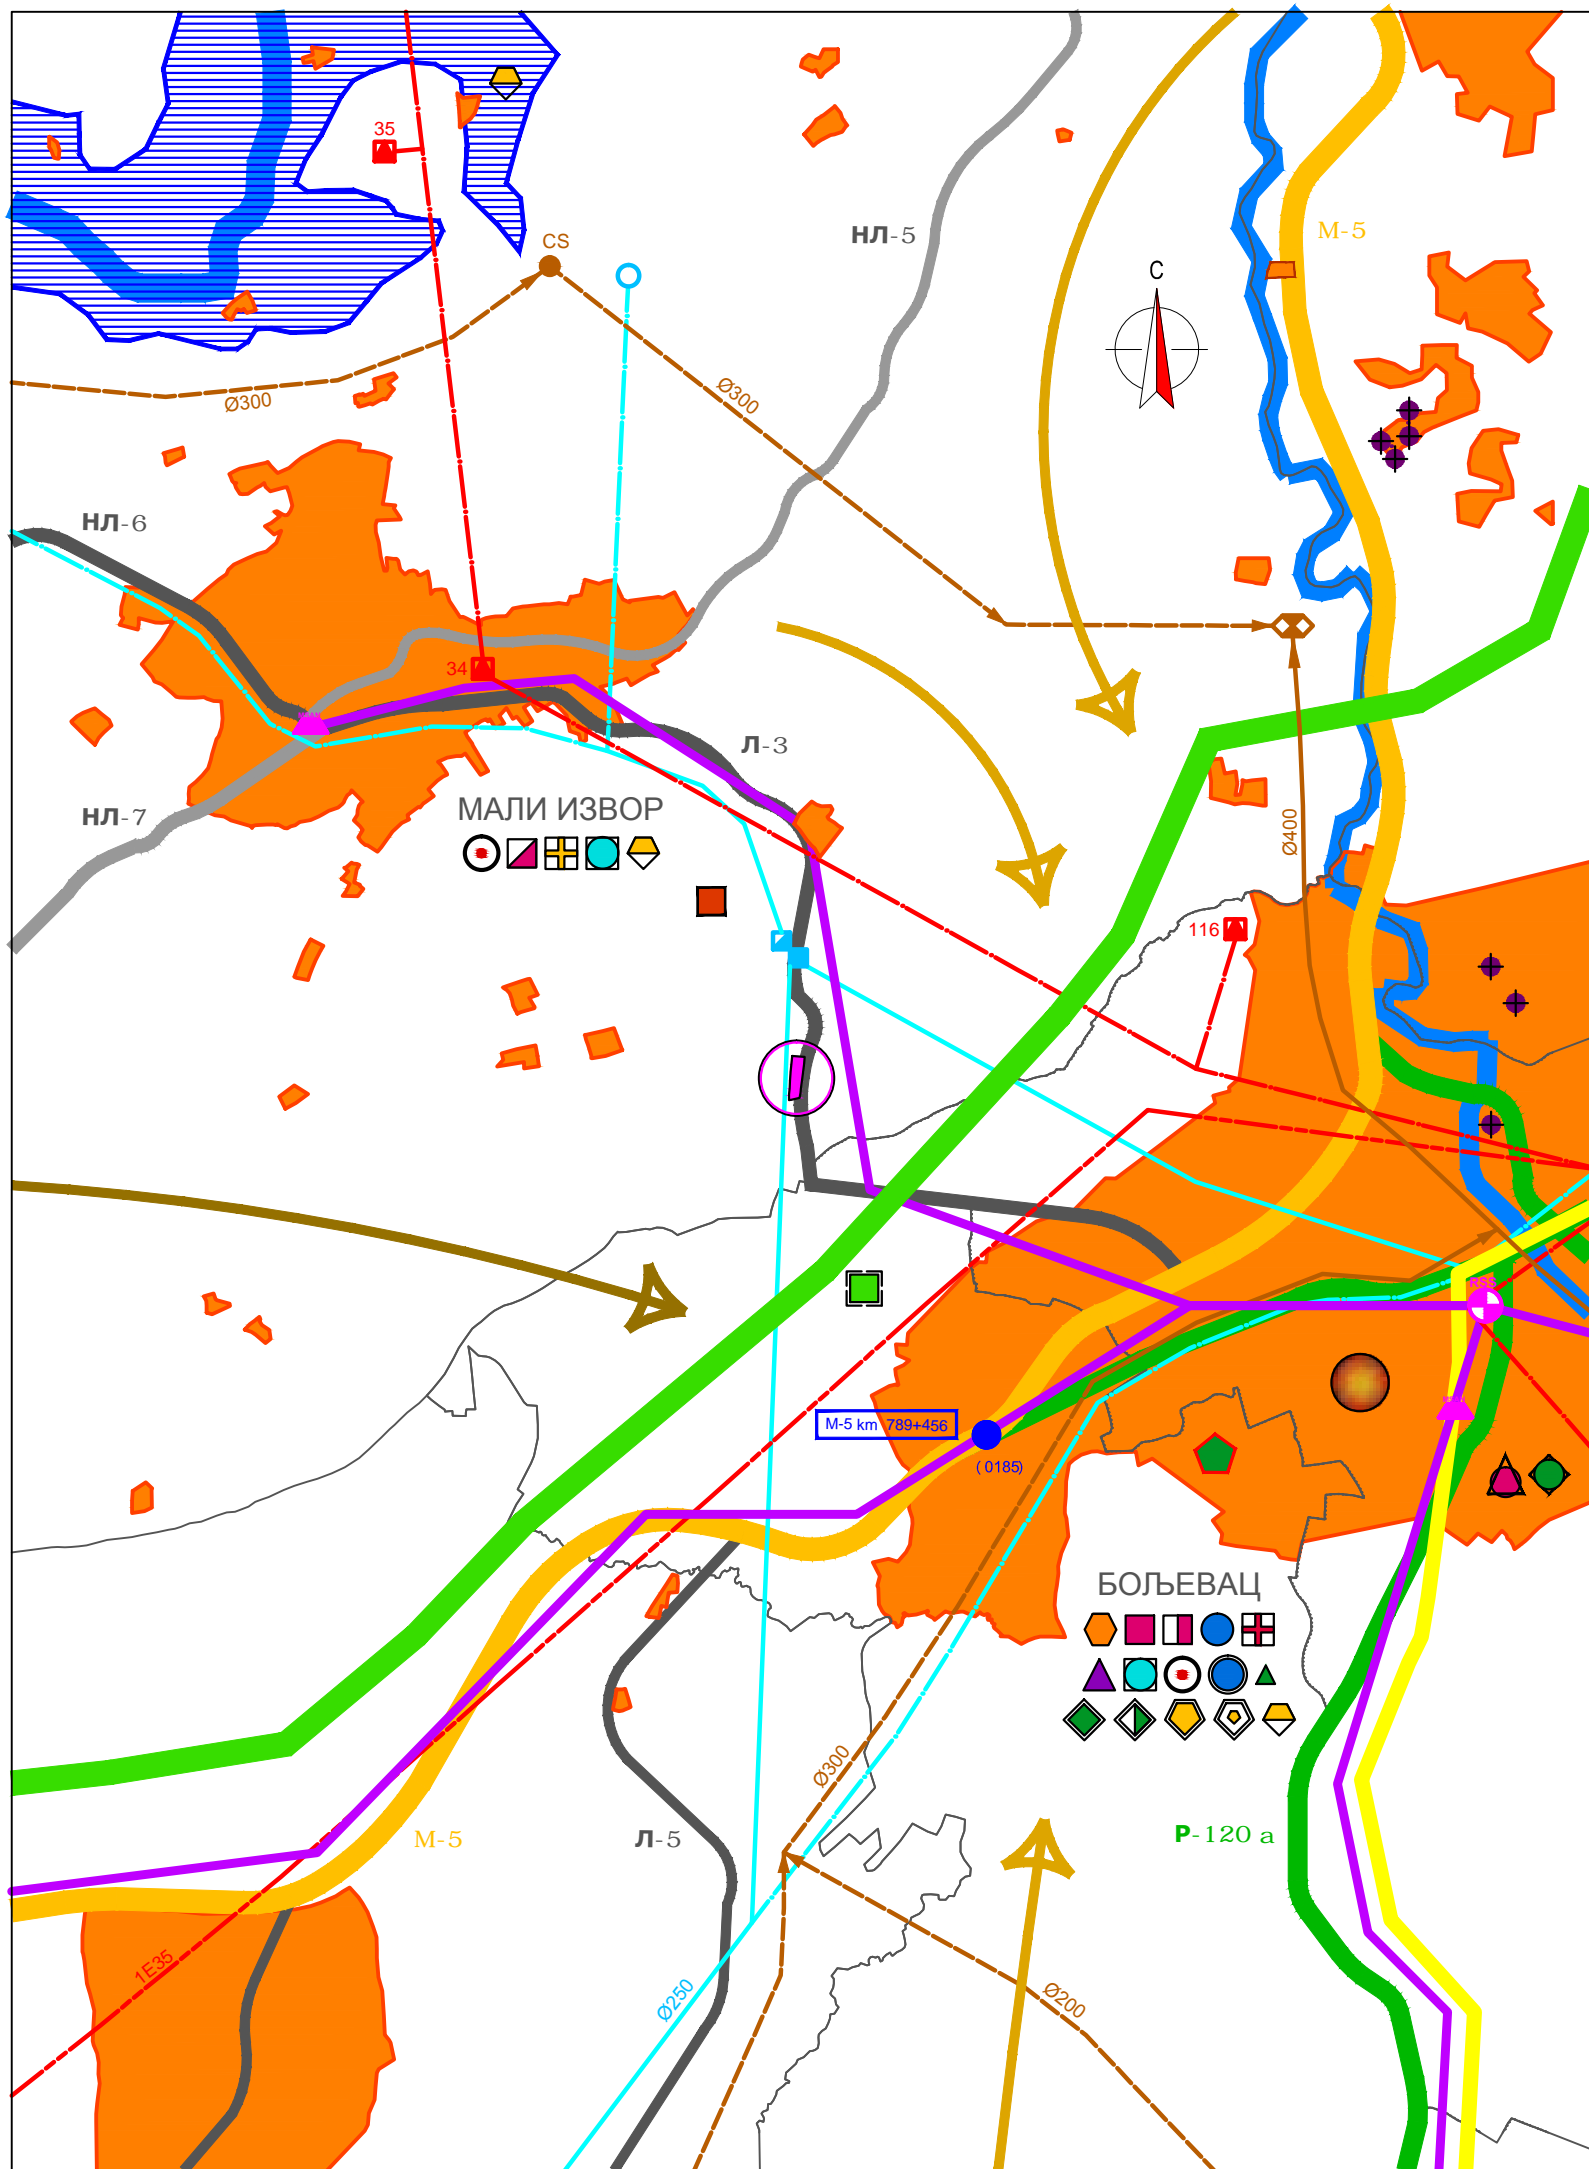 35
CS
НЛ-5
М-5
С
Ø300
Ø300
НЛ-6
34
Л-3
НЛ-7
МАЛИ ИЗВОР
Ø400
116
RSS
М-5 km 789+456
(0185)
БОЉЕВАЦ
Ø300
М-5
Л-5
Р-120 а
1Е35
Ø250
Ø200